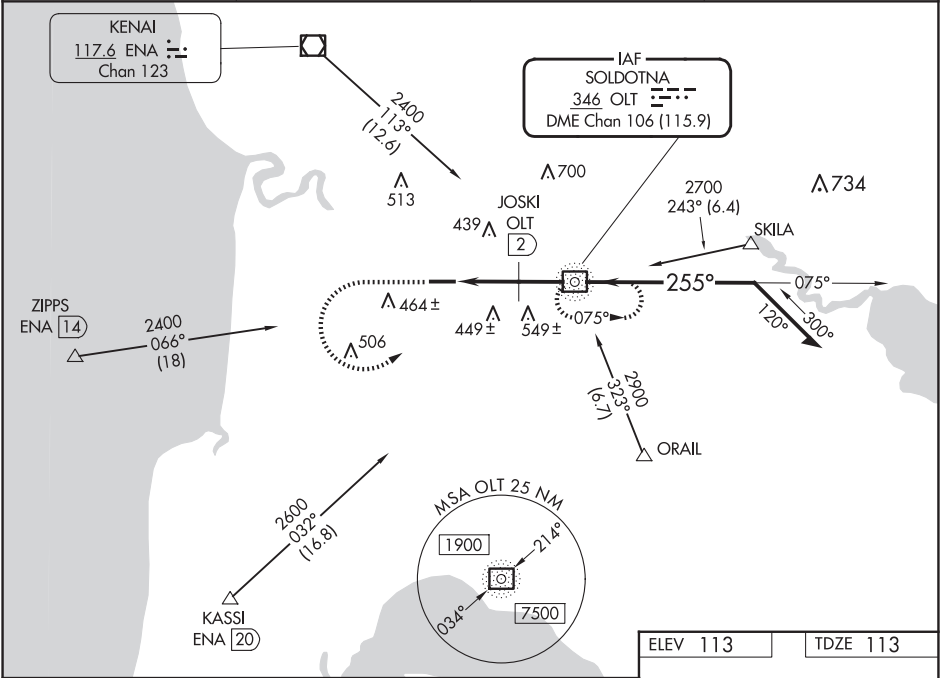 KENAI
117.6 ENA
Chan 123
IAF
SOLDOTNA
346 OLT
DME Chan 106 (115.9)
2400
113°
(12.6)
513
700
734
439
JOSKI
OLT
2
2700
243° (6.4)
SKILA
255°
075°
300°
120°
464 ±
449 ±
549 ±
075°
506
ZIPPS
ENA 14
2400
066°
(18)
2900
323°
(6.7)
ORAIL
2600
032°
(16.8)
KASSI
ENA 20
MSA OLT 25 NM
1900
214°
034°
7500
ELEV 113
TDZE 113